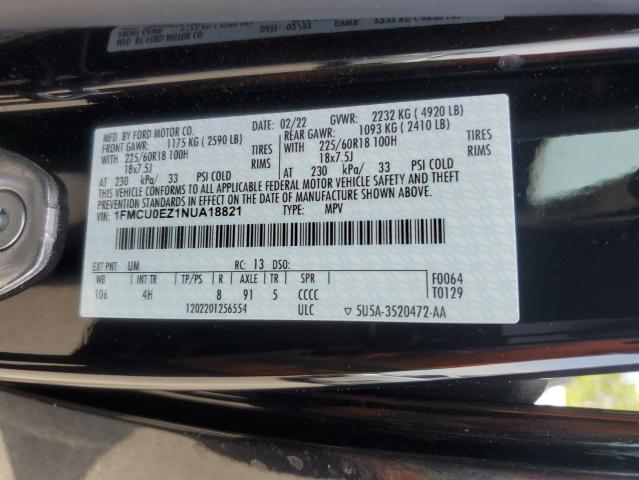 MFD. BY FORD MOTOR CO. DATE: 02/22 GVWR: 2232 KG ( 4920 LB)
FRONT GAWR: 1175 KG ( 2590 LB) REAR GAWR: 1093 KG ( 2410 LB)
WITH 225/60R18 100H TIRES WITH 225/60R18 100H TIRES
18x7.5J RIMS 18x7.5J RIMS
AT 230 kPa/ 33 PSI COLD AT 230 kPa/ 33 PSI COLD
THIS VEHICLE CONFORMS TO ALL APPLICABLE FEDERAL MOTOR VEHICLE SAFETY AND THEFT
PREVENTION STANDARDS IN EFFECT ON THE DATE OF MANUFACTURE SHOWN ABOVE.
VIN: 1FMCU0EZ1NUA18821 TYPE: MPV
EXT PNT: UM RC: 13 DSO:
WB INT TR TP/PS R AXLE TR SPR F0064
106 4H 8 91 5 CCCC T0129
1202201256554 ULC ▽ 5U5A-3520472-AA